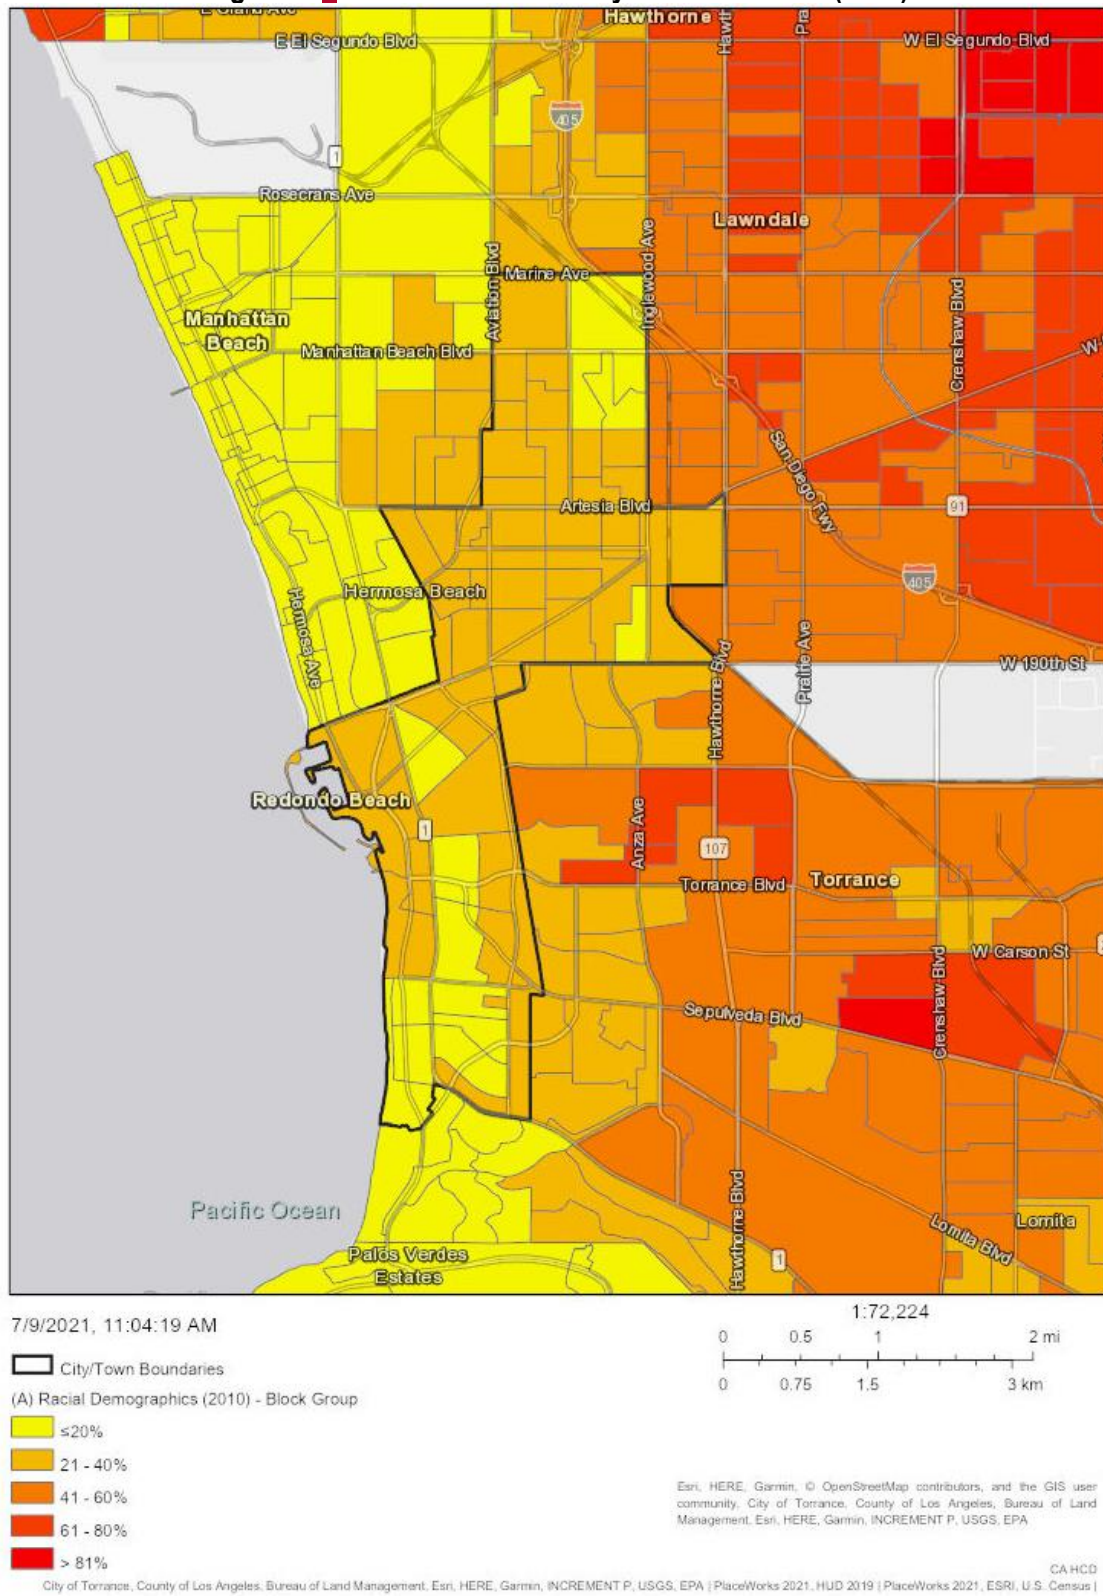 E El Segundo Blvd
Hawthorne
W El Segundo Blvd
405
1
Rosecrans Ave
Lawndale
Inglewood Ave
Aviation Blvd
Marine Ave
Manhattan
Beach
Manhattan Beach Blvd
Crenshaw Blvd
San Diego Fwy
Artesia Blvd
91
405
Hermosa Beach
Hermosa Ave
Prairie Ave
Hawthorne Blvd
W 190th St
Redondo Beach
1
Anza Ave
107
Torrance Blvd
Torrance
W Carson St
Crenshaw Blvd
Sepulveda Blvd
Pacific Ocean
Hawthorne Blvd
Lomita Blvd
Lomita
1
Palos Verdes
Estates
7/9/2021, 11:04:19 AM
1:72,224
0 0.5 1 2 mi
0 0.75 1.5 3 km
City/Town Boundaries
(A) Racial Demographics (2010) - Block Group
≤20%
21 - 40%
41 - 60%
61 - 80%
> 81%
Esri, HERE, Garmin, © OpenStreetMap contributors, and the GIS user
community, City of Torrance, County of Los Angeles, Bureau of Land
Management, Esri, HERE, Garmin, INCREMENT P, USGS, EPA
CA HCD
City of Torrance, County of Los Angeles, Bureau of Land Management, Esri, HERE, Garmin, INCREMENT P, USGS, EPA | PlaceWorks 2021, HUD 2019 | PlaceWorks 2021, ESRI, U.S. Census |